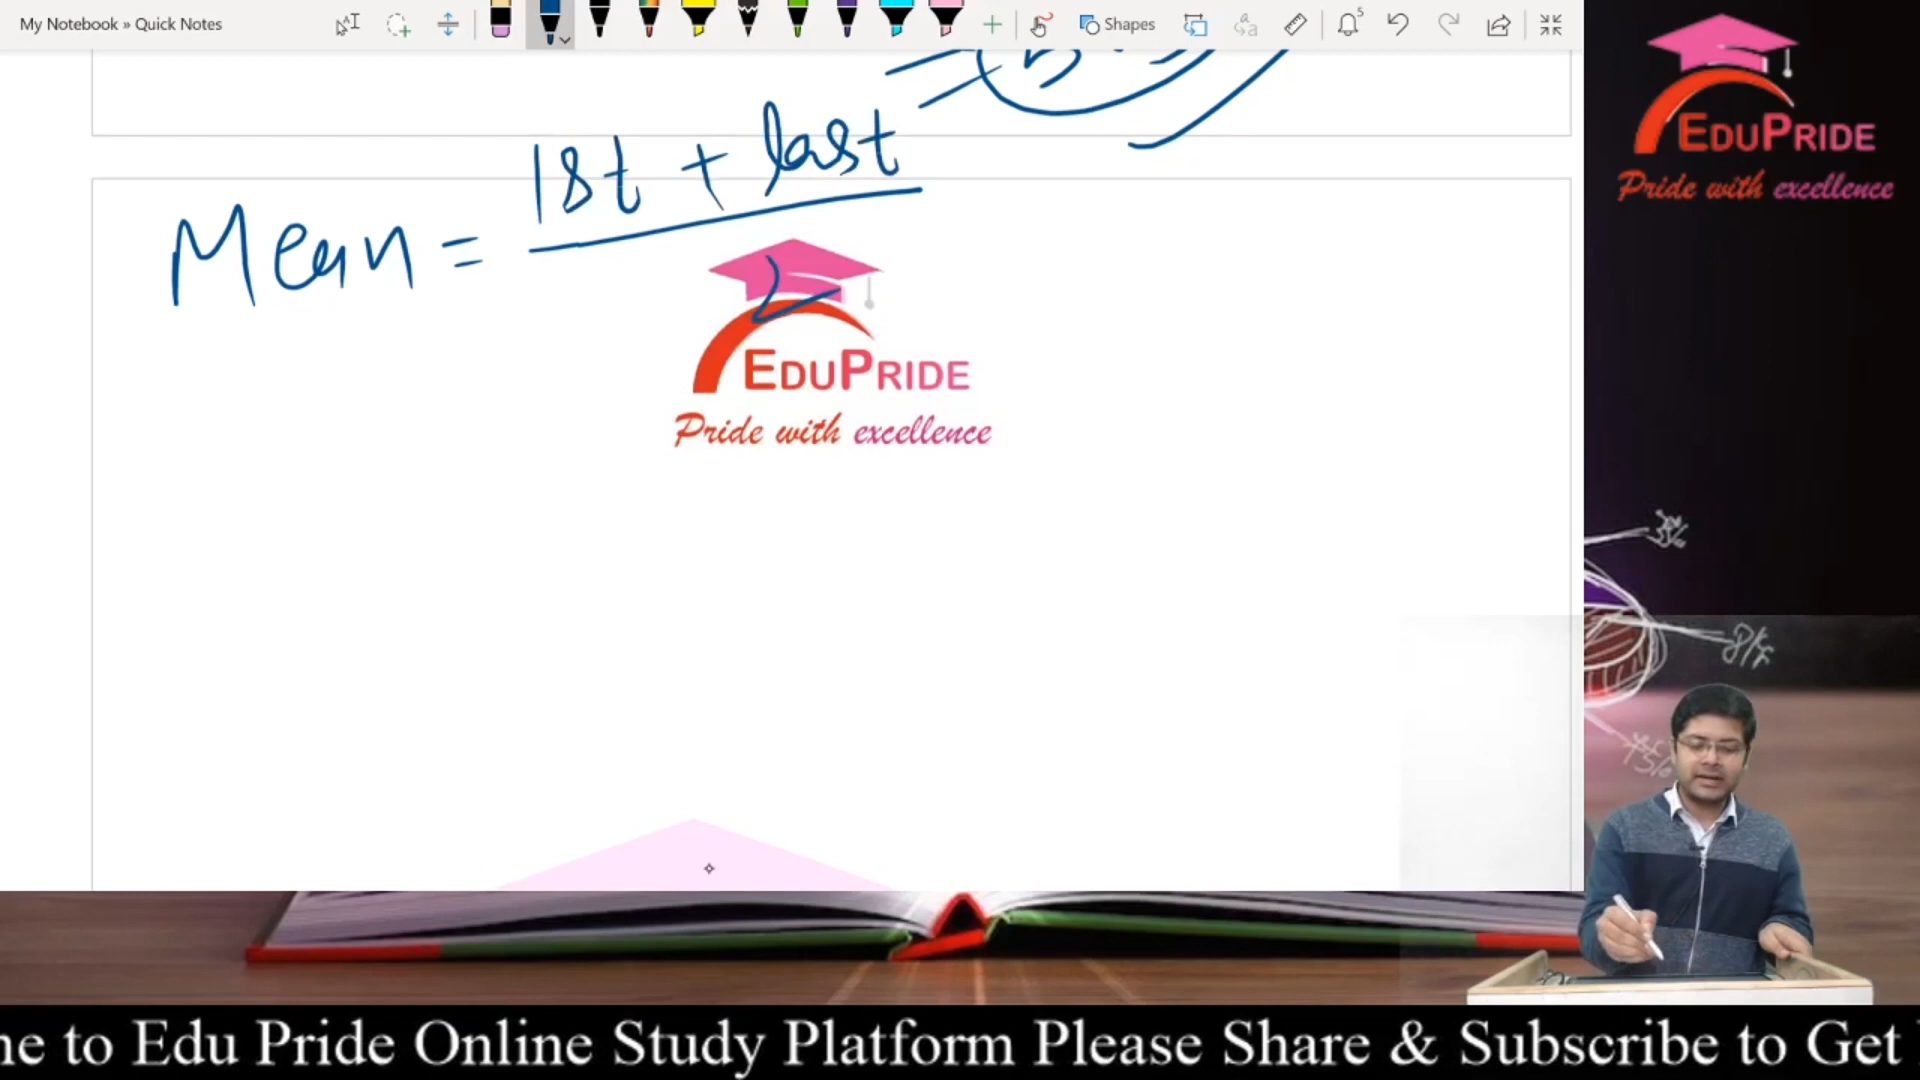 My Notebook » Quick Notes
Shapes
5
1st + last
Mean =
2
EDUPRIDE
Pride with excellence
EDUPRIDE
Pride with excellence
ne to Edu Pride Online Study Platform Please Share & Subscribe to Get